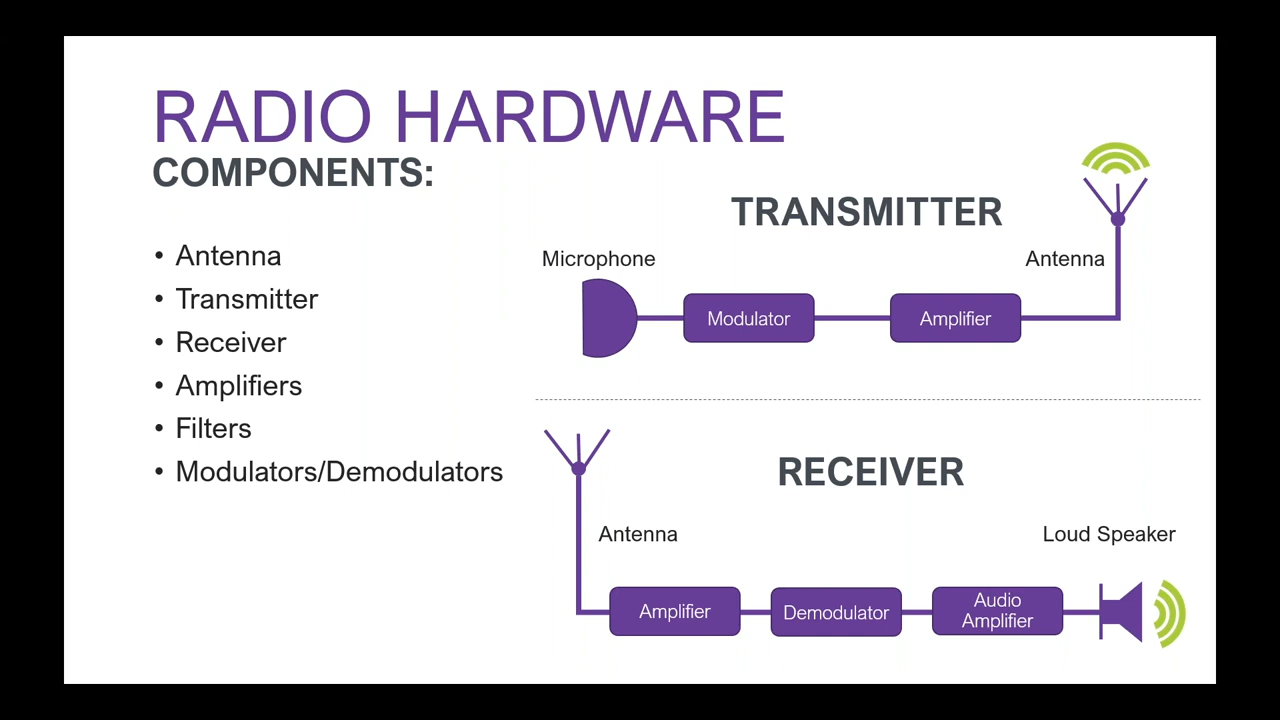 RADIO HARDWARE
COMPONENTS:
• Antenna
• Transmitter
• Receiver
• Amplifiers
• Filters
• Modulators/Demodulators
TRANSMITTER
Microphone
Antenna
Modulator
Amplifier
RECEIVER
Antenna
Loud Speaker
Amplifier
Demodulator
Audio
Amplifier